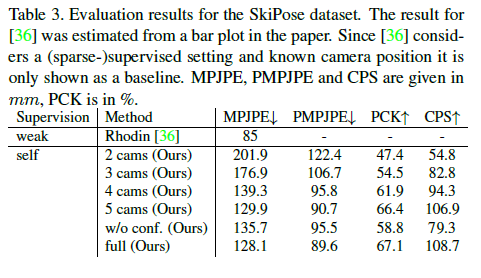 Table 3. Evaluation results for the SkiPose dataset. The result for
[36] was estimated from a bar plot in the paper. Since [36] consid-
ers a (sparse-)supervised setting and known camera position it is
only shown as a baseline. MPJPE, PMPJPE and CPS are given in
mm, PCK is in %.
Supervision Method MPJPE↓ PMPJPE↓ PCK↑ CPS↑
weak Rhodin [36] 85 - - -
self 2 cams (Ours) 201.9 122.4 47.4 54.8
3 cams (Ours) 176.9 106.7 54.5 82.8
4 cams (Ours) 139.3 95.8 61.9 94.3
5 cams (Ours) 129.9 90.7 66.4 106.9
w/o conf. (Ours) 135.7 95.5 58.8 79.3
full (Ours) 128.1 89.6 67.1 108.7